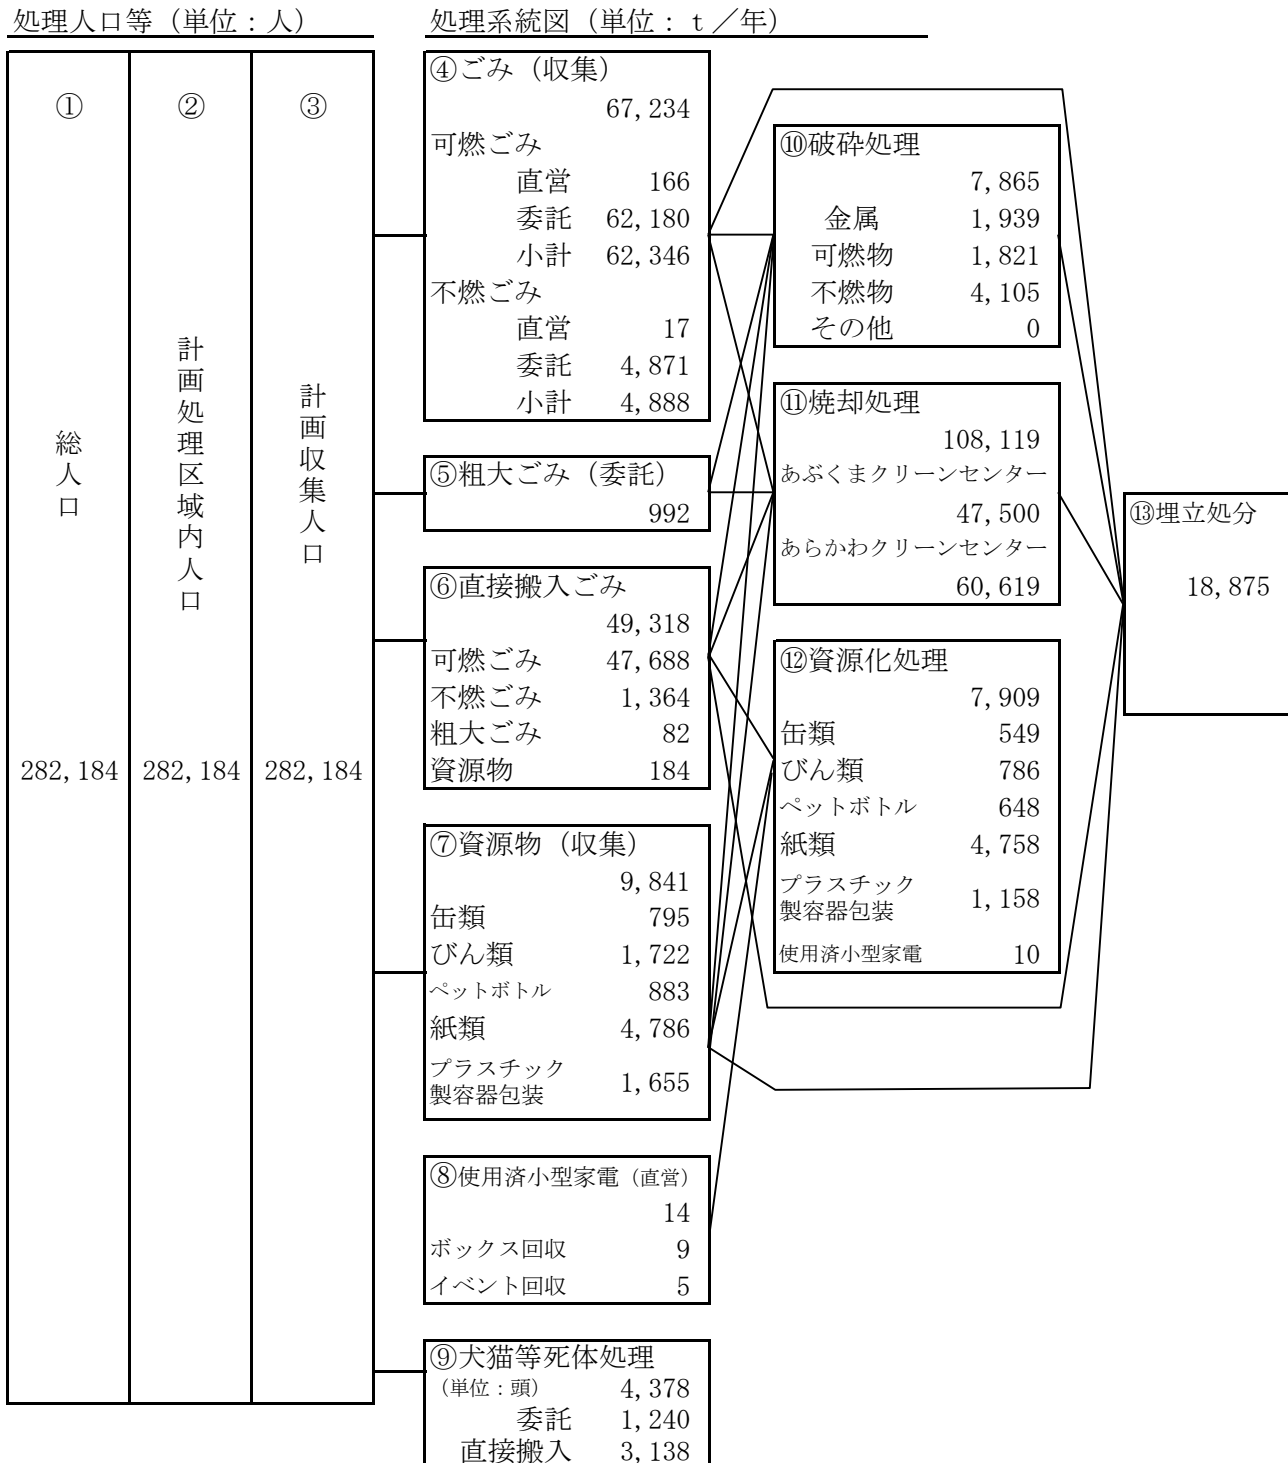 処理人口等（単位：人）
処理系統図（単位：ｔ／年）
①
②
③
総人口
計画処理区域内人口
計画収集人口
282,184
282,184
282,184
④ごみ（収集）
67,234
可燃ごみ
直営 166
委託 62,180
小計 62,346
不燃ごみ
直営 17
委託 4,871
小計 4,888
⑤粗大ごみ（委託）
992
⑥直接搬入ごみ
49,318
可燃ごみ 47,688
不燃ごみ 1,364
粗大ごみ 82
資源物 184
⑦資源物（収集）
9,841
缶類 795
びん類 1,722
ペットボトル 883
紙類 4,786
プラスチック
製容器包装 1,655
⑧使用済小型家電（直営）
14
ボックス回収 9
イベント回収 5
⑨犬猫等死体処理
（単位：頭） 4,378
委託 1,240
直接搬入 3,138
⑩破砕処理
7,865
金属 1,939
可燃物 1,821
不燃物 4,105
その他 0
⑪焼却処理
108,119
あぶくまクリーンセンター
47,500
あらかわクリーンセンター
60,619
⑫資源化処理
7,909
缶類 549
びん類 786
ペットボトル 648
紙類 4,758
プラスチック
製容器包装 1,158
使用済小型家電 10
⑬埋立処分
18,875